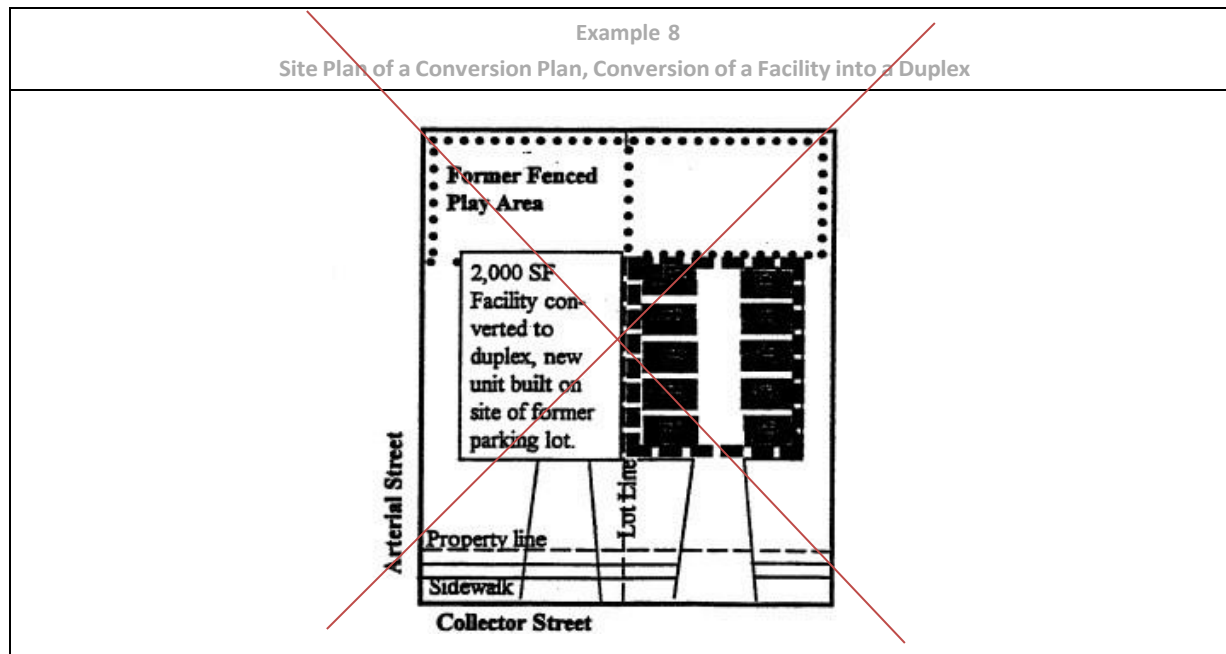 Example 8
Site Plan of a Conversion Plan, Conversion of a Facility into a Duplex
Former Fenced
Play Area
2,000 SF
Facility con-
verted to
duplex, new
unit built on
site of former
parking lot.
Arterial Street
Lot Line
Property line
Sidewalk
Collector Street